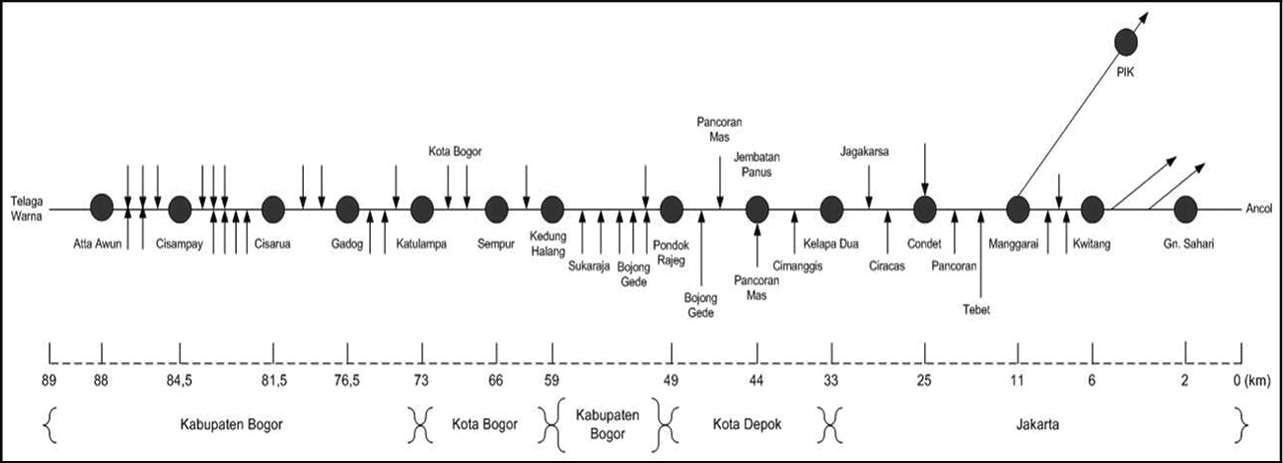 PIK
Pancoran
Mas
Kota Bogor
Jembatan
Panus
Jagakarsa
Telaga
Warna
Ancol
Atta Awun
Cisampay
Cisarua
Gadog
Katulampa
Sempur
Kedung
Halang
Sukaraja
Bojong
Gede
Pondok
Rajeg
Bojong
Gede
Pancoran
Mas
Cimanggis
Kelapa Dua
Ciracas
Condet
Pancoran
Tebet
Manggarai
Kwitang
Gn. Sahari
89 88 84,5 81,5 76,5 73 66 59 49 44 33 25 11 6 2 0 (km)
Kabupaten Bogor
Kota Bogor
Kabupaten
Bogor
Kota Depok
Jakarta